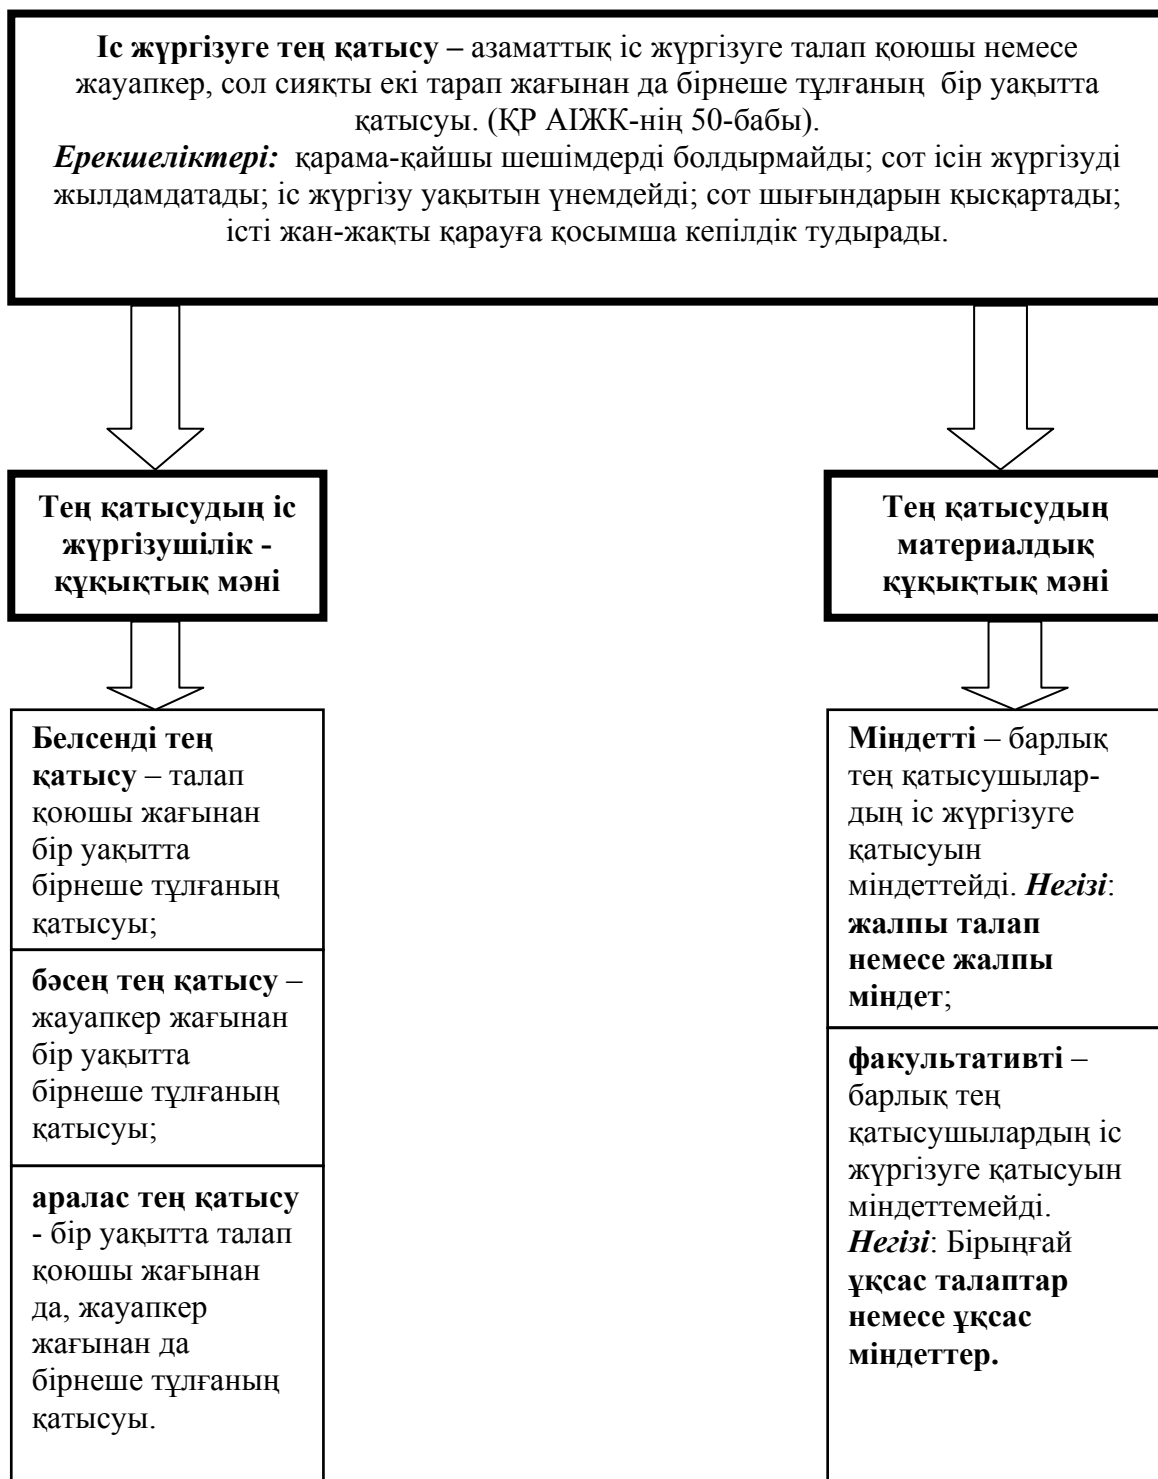 Іс жүргізуге тең қатысу – азаматтық іс жүргізуге талап қоюшы немесе
жауапкер, сол сияқты екі тарап жағынан да бірнеше тұлғаның бір уақытта
қатысуы. (ҚР АІЖК-нің 50-бабы).
Ерекшеліктері: қарама-қайшы шешімдерді болдырмайды; сот ісін жүргізуді
жылдамдатады; іс жүргізу уақытын үнемдейді; сот шығындарын қысқартады;
істі жан-жақты қарауға қосымша кепілдік тудырады.
Тең қатысудың іс
жүргізушілік -
құқықтық мәні
Тең қатысудың
материалдық
құқықтық мәні
Белсенді тең
қатысу – талап
қоюшы жағынан
бір уақытта
бірнеше тұлғаның
қатысуы;
бәсең тең қатысу –
жауапкер жағынан
бір уақытта
бірнеше тұлғаның
қатысуы;
аралас тең қатысу
- бір уақытта талап
қоюшы жағынан
да, жауапкер
жағынан да
бірнеше тұлғаның
қатысуы.
Міндетті – барлық
тең қатысушылар-
дың іс жүргізуге
қатысуын
міндеттейді. Негізі:
жалпы талап
немесе жалпы
міндет;
факультативті –
барлық тең
қатысушылардың іс
жүргізуге қатысуын
міндеттемейді.
Негізі: Бірыңғай
ұқсас талаптар
немесе ұқсас
міндеттер.